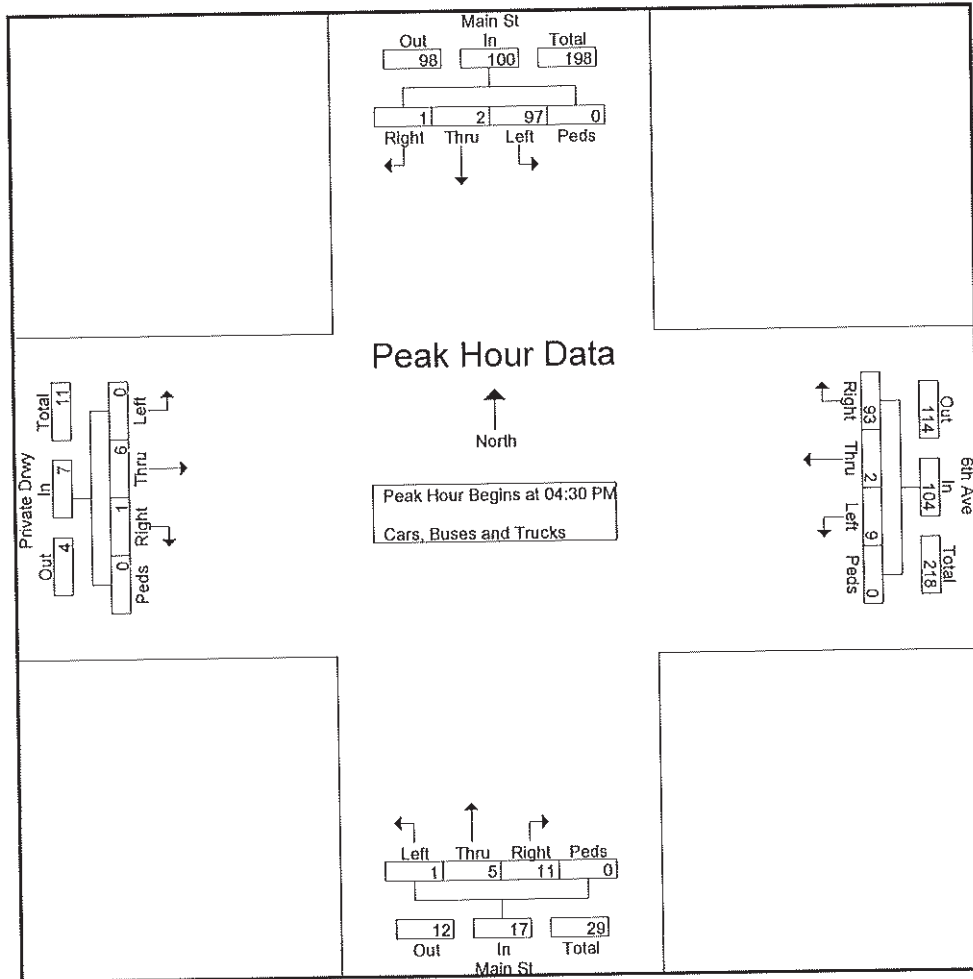 Main St
Out In Total
98 100 198
1 2 97 0
Right Thru Left Peds
Peak Hour Data
North
Peak Hour Begins at 04:30 PM
Cars, Buses and Trucks
Private Drwy
Out In Total
4 7 11
0 6 1 0
Left Thru Right Peds
6th Ave
Out In Total
114 104 218
93 2 9 0
Right Thru Left Peds
Left Thru Right Peds
1 5 11 0
12 17 29
Out In Total
Main St